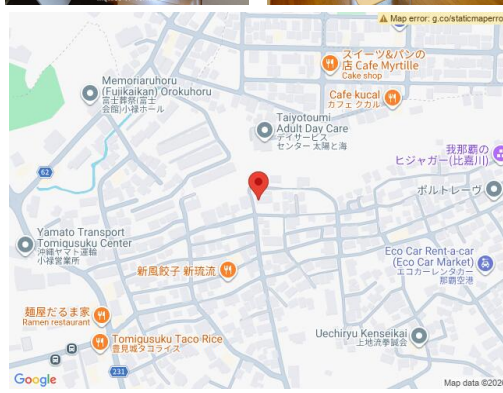 Map error: g.co/staticmaperro
スイーツ&パンの
店 Cafe Myrtille
Cake shop
Memoriaruhoru
(Fujikaikan) Orokuhoru
富士葬祭(富士
会館)小禄ホール
Cafe kucal
カフェ クカル
Taiyotoumi
Adult Day Care
デイサービス
センター 太陽と海
我那覇の
ヒジャガー(比嘉川)
62
ボルトレーヴ
Yamato Transport
Tomigusuku Center
沖縄ヤマト運輸
小禄営業所
Eco Car Rent-a-car
(Eco Car Market)
エコカーレンタカー
那覇空港
新風餃子 新琉流
麺屋だるま家
Ramen restaurant
Tomigusuku Taco Rice
豊見城タコライス
Uechiryu Kenseikai
上地流拳誠会
231
Google
Map data ©2026